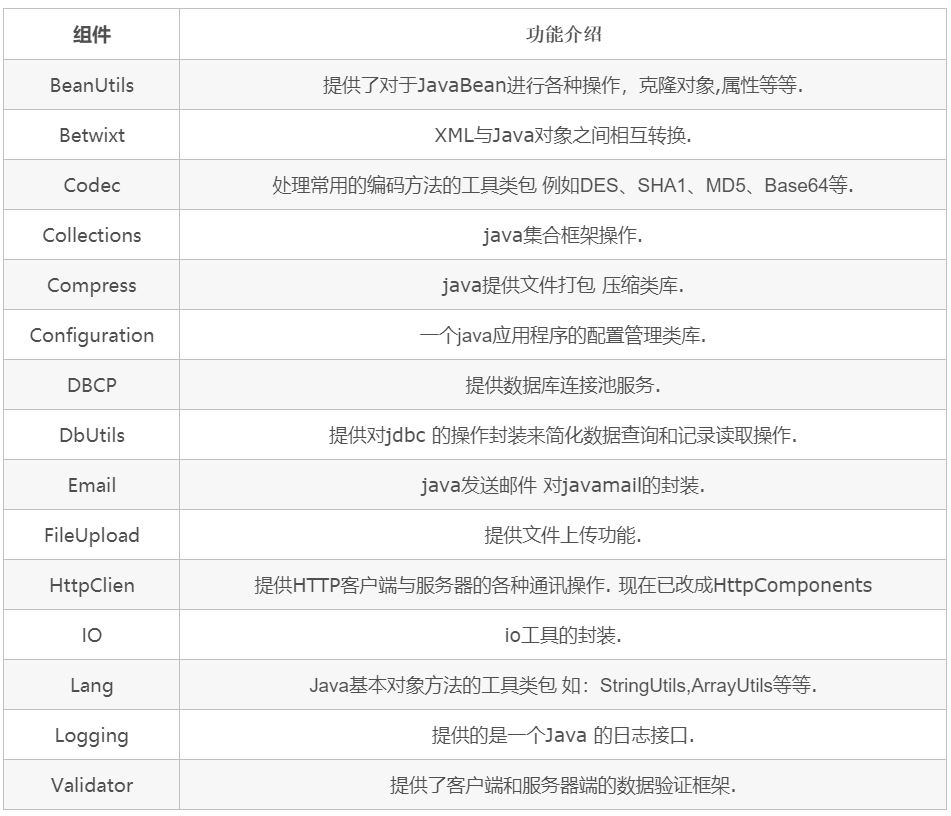 组件 功能介绍
BeanUtils 提供了对于JavaBean进行各种操作，克隆对象,属性等等.
Betwixt XML与Java对象之间相互转换.
Codec 处理常用的编码方法的工具类包 例如DES、SHA1、MD5、Base64等.
Collections java集合框架操作.
Compress java提供文件打包 压缩类库.
Configuration 一个java应用程序的配置管理类库.
DBCP 提供数据库连接池服务.
DbUtils 提供对jdbc 的操作封装来简化数据查询和记录读取操作.
Email java发送邮件 对javamail的封装.
FileUpload 提供文件上传功能.
HttpClien 提供HTTP客户端与服务器的各种通讯操作. 现在已改成HttpComponents
IO io工具的封装.
Lang Java基本对象方法的工具类包 如：StringUtils,ArrayUtils等等.
Logging 提供的是一个Java 的日志接口.
Validator 提供了客户端和服务器端的数据验证框架.